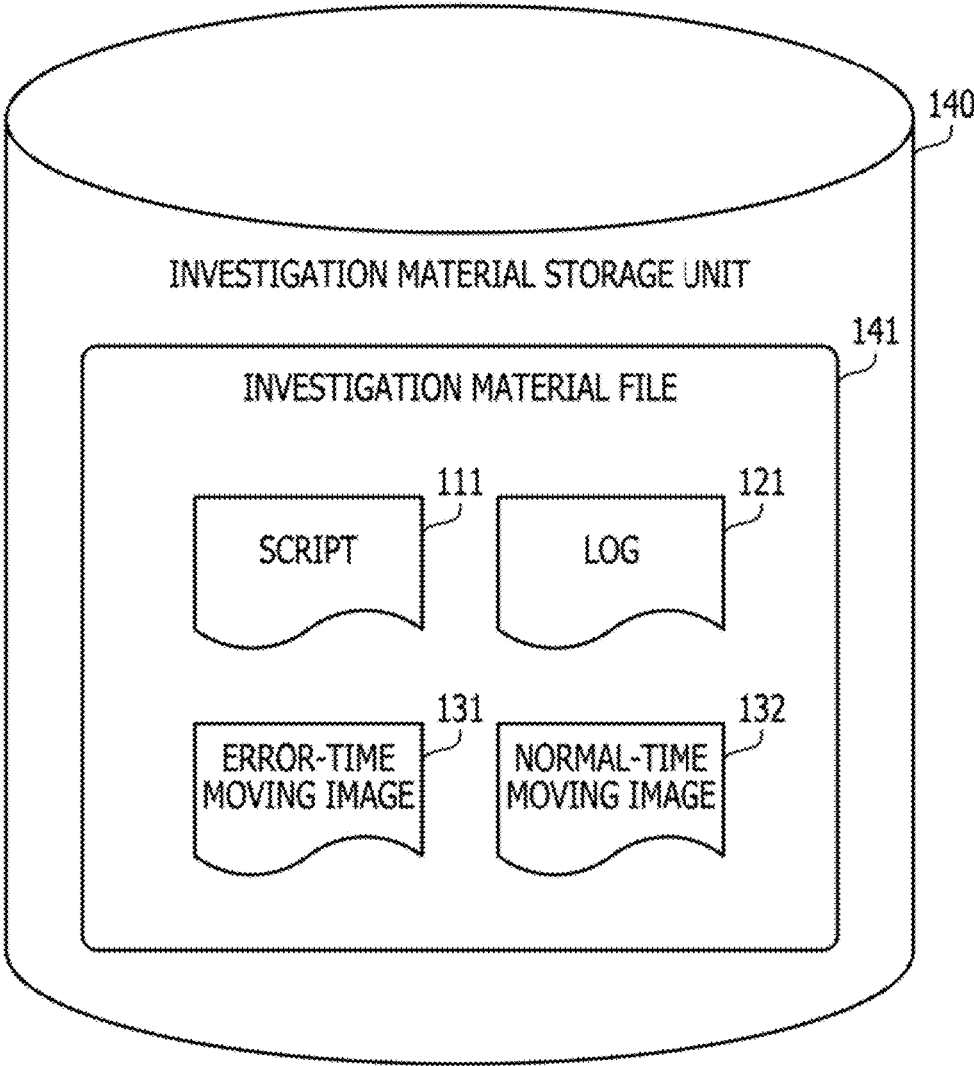 140
INVESTIGATION MATERIAL STORAGE UNIT
141
INVESTIGATION MATERIAL FILE
111
SCRIPT
121
LOG
131
ERROR-TIME
MOVING IMAGE
132
NORMAL-TIME
MOVING IMAGE